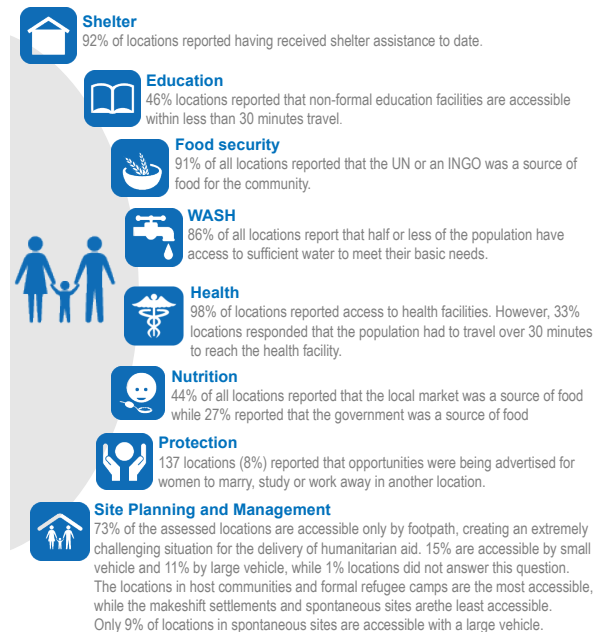 Shelter
92% of locations reported having received shelter assistance to date.
Education
46% locations reported that non-formal education facilities are accessible
within less than 30 minutes travel.
Food security
91% of all locations reported that the UN or an INGO was a source of
food for the community.
WASH
86% of all locations report that half or less of the population have
access to sufficient water to meet their basic needs.
Health
98% of locations reported access to health facilities. However, 33%
locations responded that the population had to travel over 30 minutes
to reach the health facility.
Nutrition
44% of all locations reported that the local market was a source of food
while 27% reported that the government was a source of food
Protection
137 locations (8%) reported that opportunities were being advertised for
women to marry, study or work away in another location.
Site Planning and Management
73% of the assessed locations are accessible only by footpath, creating an extremely
challenging situation for the delivery of humanitarian aid. 15% are accessible by small
vehicle and 11% by large vehicle, while 1% locations did not answer this question.
The locations in host communities and formal refugee camps are the most accessible,
while the makeshift settlements and spontaneous sites arethe least accessible.
Only 9% of locations in spontaneous sites are accessible with a large vehicle.